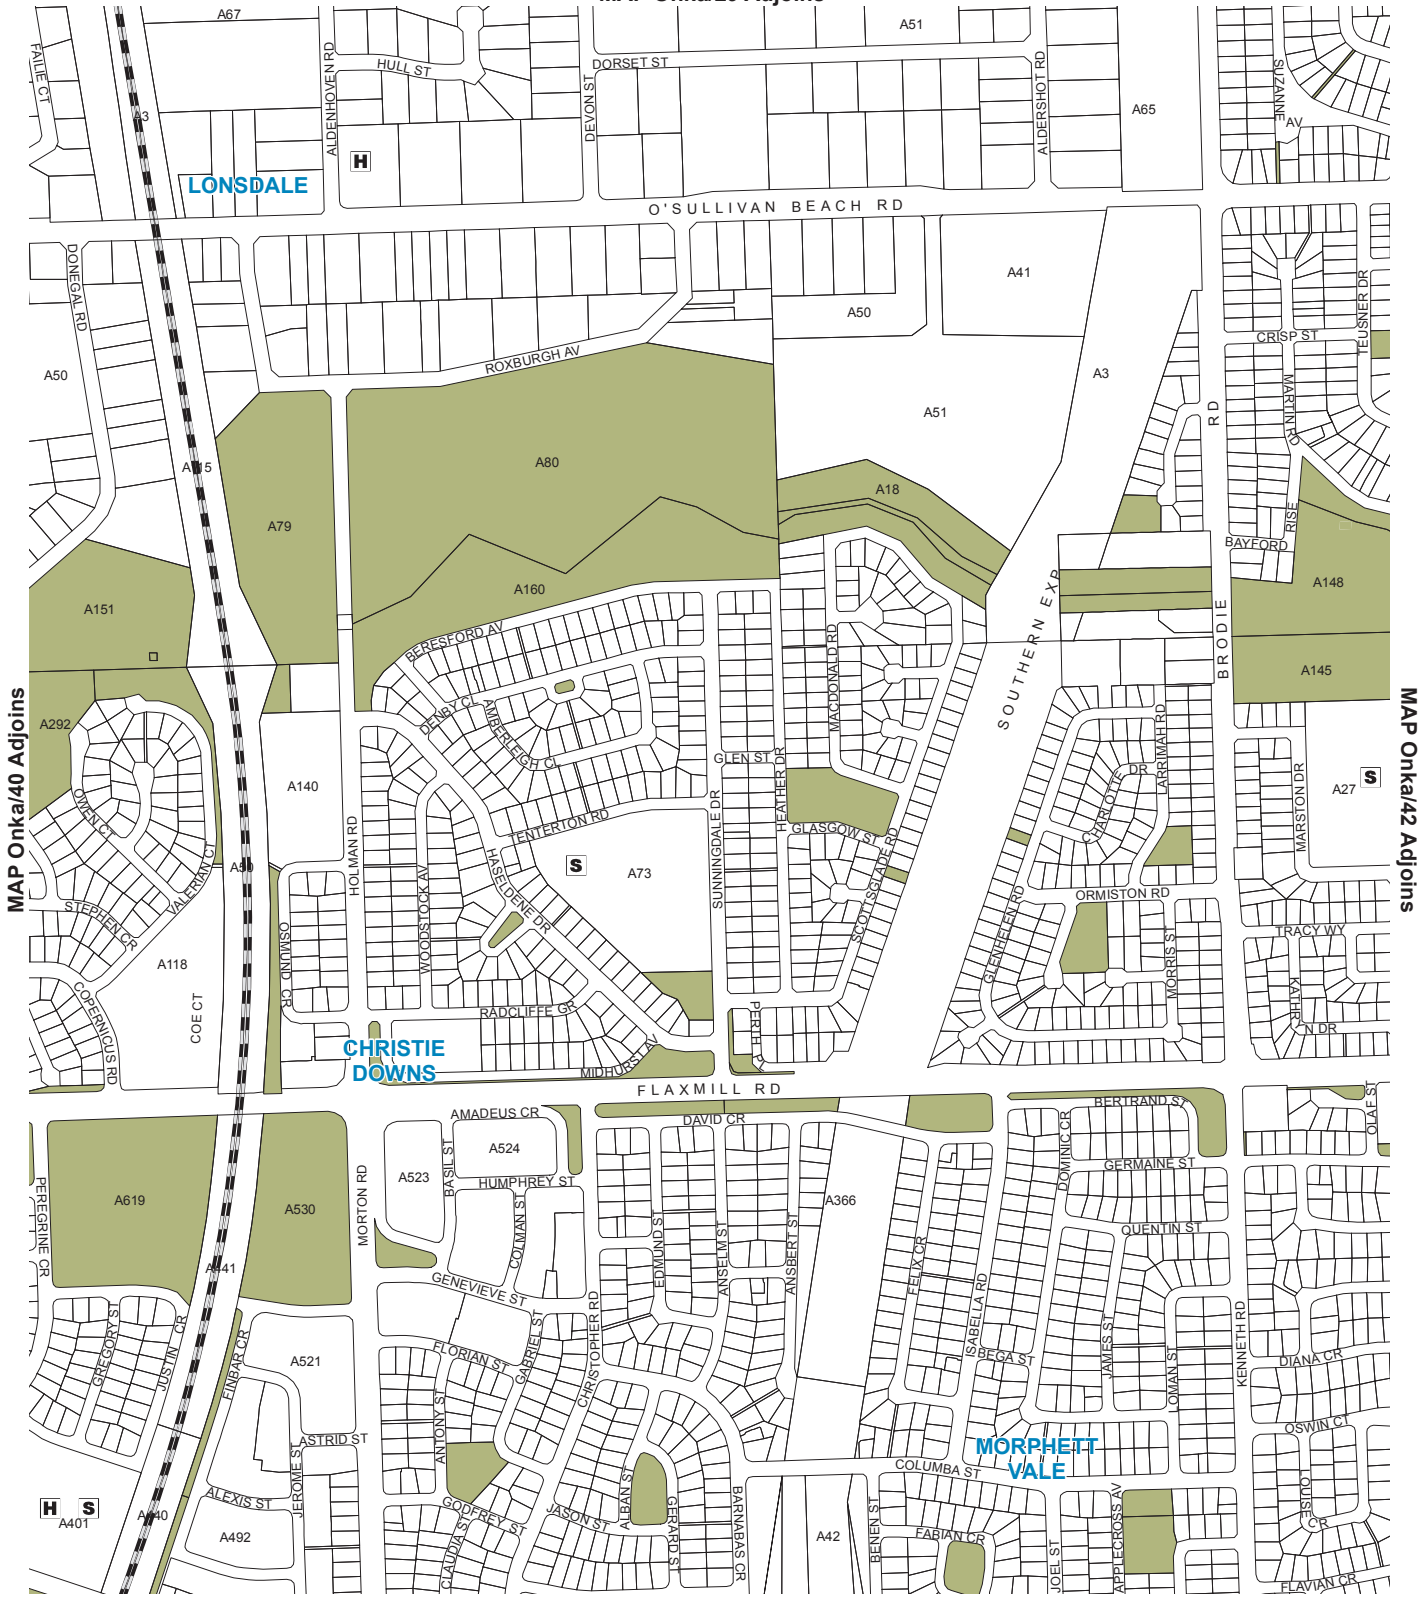 A67
A51
FAILIE CT
ALDENHOVEN RD
HULL ST
DEVON ST
DORSET ST
ALDERSHOT RD
SUZANNE
AV
A3
A65
H
LONSDALE
O'SULLIVAN BEACH RD
DONEGAL RD
A41
A50
TEUSNER DR
CRISP ST
ROXBURGH AV
A50
A3
MARTIN RD
A51
RD
A80
A18
A79
RISE
BAYFORD
A148
A160
A151
SOUTHERN EXP
BRODIE
BERESFORD AV
MACDONALD RD
A145
MAP Onka/40 Adjoins
MAP Onka/42 Adjoins
A292
DENBY CL
AMBERLEIGH CL
ARRIMAH RD
GLEN ST
HEATHER DR
CHARLOTTE
DR
A27
S
A140
MARSTON DR
OWEN CT
TENTERTON RD
SUNNINGDALE DR
GLASGOW ST
HOLMAN RD
A50
S
A73
WOODSTOCK AV
HASELDENE DR
SCOTTSGLADE RD
VALERIAN CT
ORMISTON RD
STEPHEN CR
TRACY WY
GLENHELEN RD
MORRIS ST
A118
OSMUND CR
COE CT
COPERNICUS RD
RADCLIFFE GR
PERTH PL
KATHR
N DR
CHRISTIE
DOWNS
MIDHURST AV
FLAXMILL RD
BERTRAND ST
OLAF ST
AMADEUS CR
DAVID CR
DOMINIC CR
A524
BASIL ST
GERMAINE ST
A523
HUMPHREY ST
PEREGRINE CR
A619
A530
MORTON RD
COLMAN ST
A366
QUENTIN ST
EDMUND ST
ANSELM ST
ANSBERT ST
FELIX CR
A441
GENEVIEVE ST
ISABELLA RD
GREGORY ST
JUSTIN CR
FINBAR CR
A521
FLORIAN ST
GABRIEL ST
CHRISTOPHER RD
ISBEGA ST
JAMES ST
LOMAN ST
KENNETH RD
DIANA CR
ANTONY ST
ASTRID ST
OSWIN CT
MORPHETT
VALE
COLUMBA ST
JEROME ST
ALEXIS ST
H
S
A401
A440
A492
GODFREY ST
CLAUDIA ST
JASON ST
ALBAN ST
GERARD ST
BARNABAS CR
A42
BENEN ST
FABIAN CR
JOEL ST
APPLECROSS AV
LOUISE
CR
FLAVIAN CR